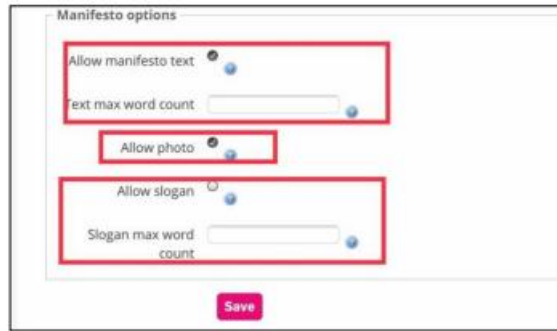 Manifesto options
Allow manifesto text
Text max word count
Allow photo
Allow slogan
Slogan max word
count
Save